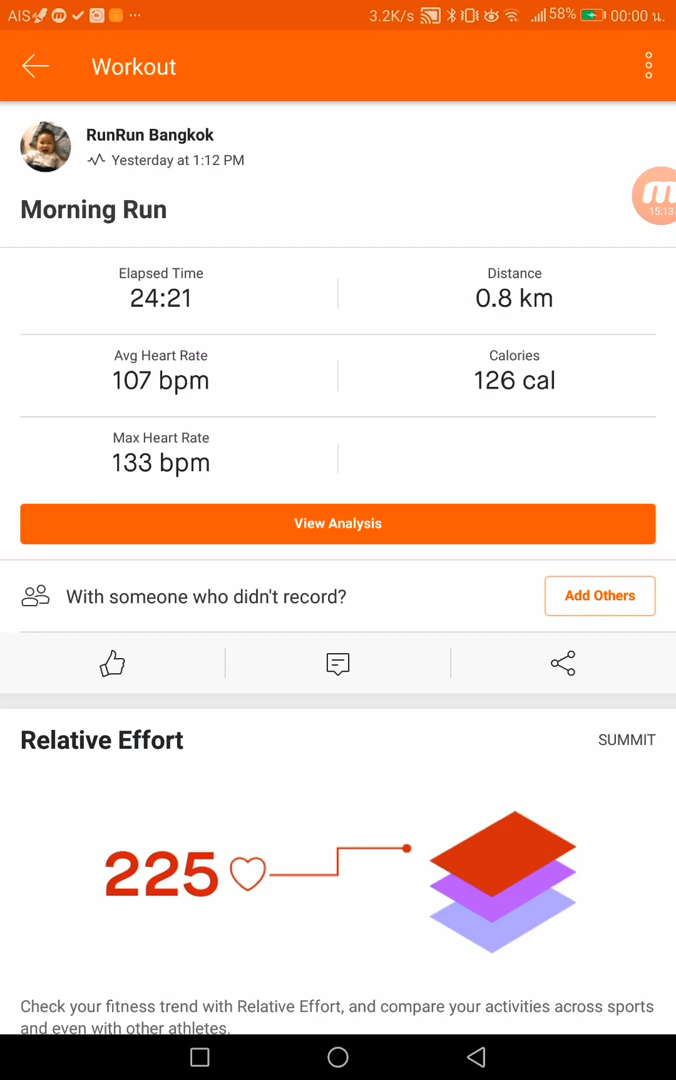 AIS 3.2K/s 58% 00:00 น.
Workout
RunRun Bangkok
Yesterday at 1:12 PM
Morning Run
15:13
Elapsed Time
24:21
Distance
0.8 km
Avg Heart Rate
107 bpm
Calories
126 cal
Max Heart Rate
133 bpm
View Analysis
With someone who didn't record?
Add Others
Relative Effort
SUMMIT
225
Check your fitness trend with Relative Effort, and compare your activities across sports
and even with other athletes.